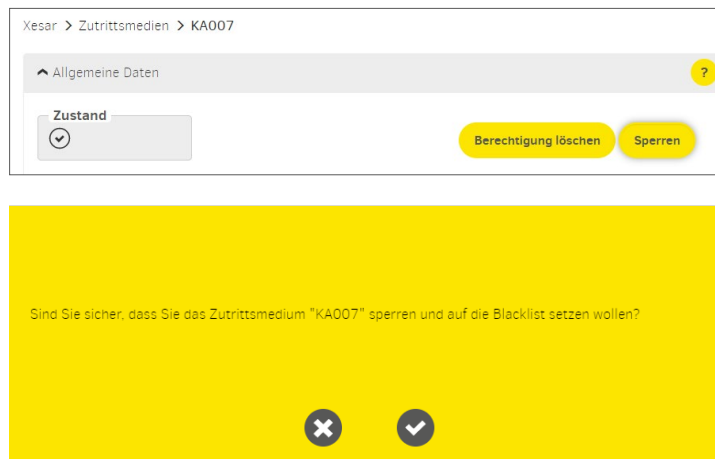 Xesar > Zutrittsmedien > KA007
Allgemeine Daten
?
Zustand
Berechtigung löschen Sperren
Sind Sie sicher, dass Sie das Zutrittsmedium "KA007" sperren und auf die Blacklist setzen wollen?